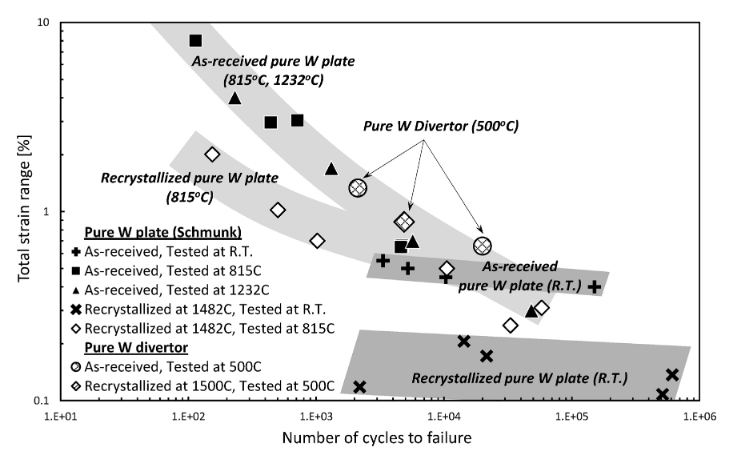 10
1
0.1
Total strain range [%]
As-received pure W plate
(815ºC, 1232ºC)
Pure W Divertor (500ºC)
Recrystallized pure W plate
(815ºC)
Pure W plate (Schmunk)
As-received, Tested at R.T.
As-received, Tested at 815C
As-received, Tested at 1232C
Recrystallized at 1482C, Tested at R.T.
Recrystallized at 1482C, Tested at 815C
Pure W divertor
As-received, Tested at 500C
Recrystallized at 1500C, Tested at 500C
As-received
pure W plate (R.T.)
Recrystallized pure W plate (R.T.)
1.E+01 1.E+02 1.E+03 1.E+04 1.E+05 1.E+06
Number of cycles to failure